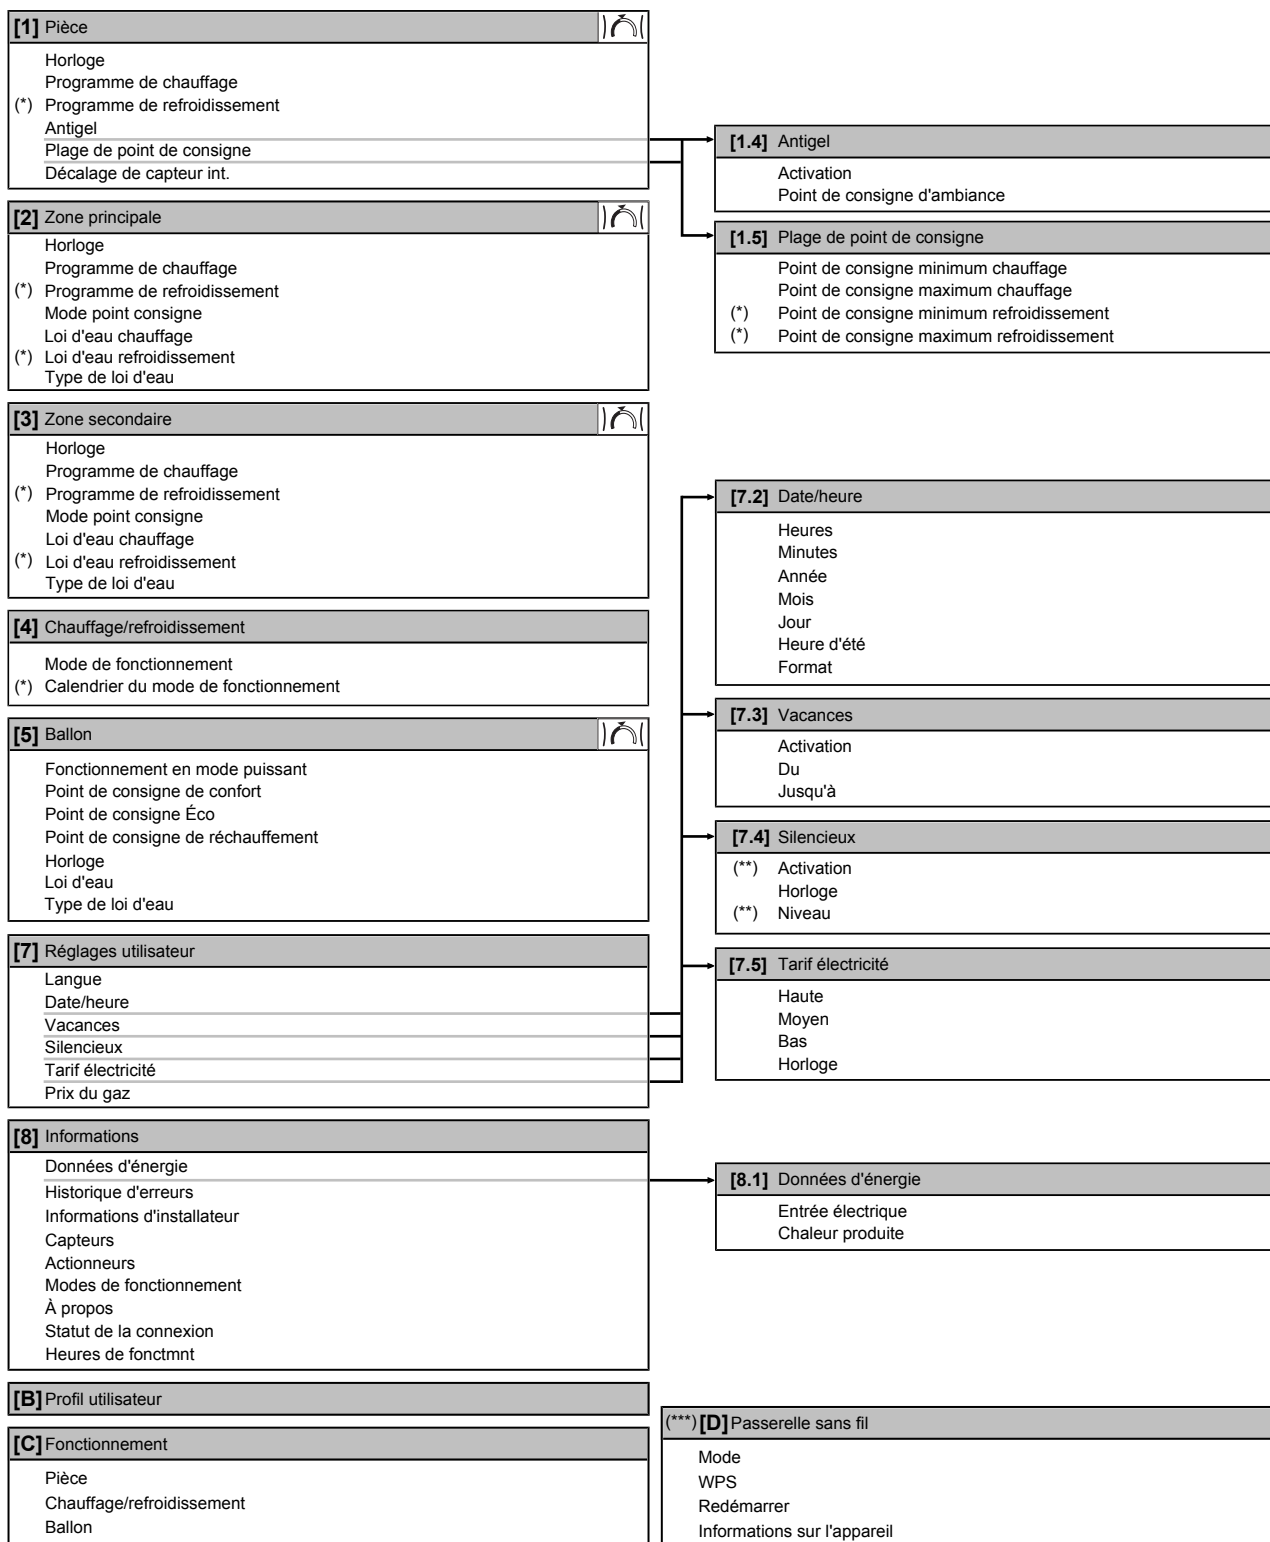 [1] Pièce
Horloge
Programme de chauffage
(*) Programme de refroidissement
Antigel
Plage de point de consigne
Décalage de capteur int.
[1.4] Antigel
Activation
Point de consigne d'ambiance
[1.5] Plage de point de consigne
Point de consigne minimum chauffage
Point de consigne maximum chauffage
(*) Point de consigne minimum refroidissement
(*) Point de consigne maximum refroidissement
[2] Zone principale
Horloge
Programme de chauffage
(*) Programme de refroidissement
Mode point consigne
Loi d'eau chauffage
(*) Loi d'eau refroidissement
Type de loi d'eau
[3] Zone secondaire
Horloge
Programme de chauffage
(*) Programme de refroidissement
Mode point consigne
Loi d'eau chauffage
(*) Loi d'eau refroidissement
Type de loi d'eau
[4] Chauffage/refroidissement
Mode de fonctionnement
(*) Calendrier du mode de fonctionnement
[5] Ballon
Fonctionnement en mode puissant
Point de consigne de confort
Point de consigne Éco
Point de consigne de réchauffement
Horloge
Loi d'eau
Type de loi d'eau
[7] Réglages utilisateur
Langue
Date/heure
Vacances
Silencieux
Tarif électricité
Prix du gaz
[7.2] Date/heure
Heures
Minutes
Année
Mois
Jour
Heure d'été
Format
[7.3] Vacances
Activation
Du
Jusqu'à
[7.4] Silencieux
(**) Activation
Horloge
(**) Niveau
[7.5] Tarif électricité
Haute
Moyen
Bas
Horloge
[8] Informations
Données d'énergie
Historique d'erreurs
Informations d'installateur
Capteurs
Actionneurs
Modes de fonctionnement
À propos
Statut de la connexion
Heures de fonctmnt
[8.1] Données d'énergie
Entrée électrique
Chaleur produite
[B] Profil utilisateur
[C] Fonctionnement
Pièce
Chauffage/refroidissement
Ballon
(***) [D] Passerelle sans fil
Mode
WPS
Redémarrer
Informations sur l'appareil